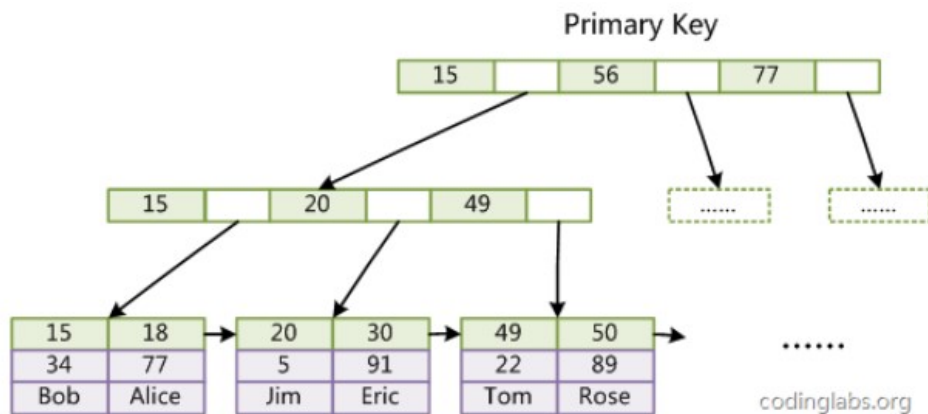 Primary Key
15 56 77
15 20 49
...... ......
15 18 20 30 49 50
34 77 5 91 22 89
Bob Alice Jim Eric Tom Rose
......
codinglabs.org